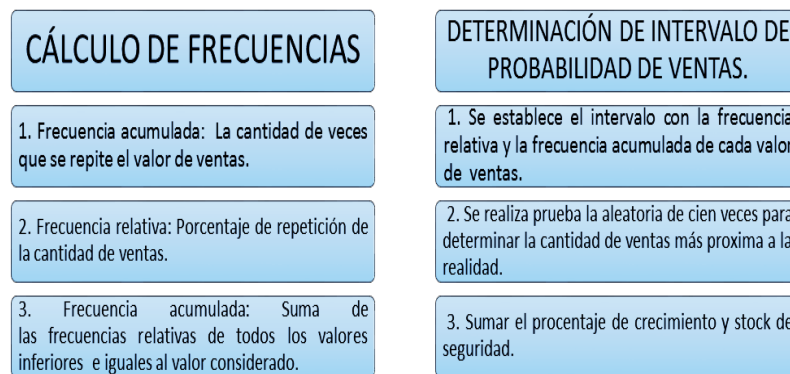 CÁLCULO DE FRECUENCIAS
1. Frecuencia acumulada: La cantidad de veces
que se repite el valor de ventas.
2. Frecuencia relativa: Porcentaje de repetición de
la cantidad de ventas.
3. Frecuencia acumulada: Suma de
las frecuencias relativas de todos los valores
inferiores e iguales al valor considerado.
DETERMINACIÓN DE INTERVALO DE
PROBABILIDAD DE VENTAS.
1. Se establece el intervalo con la frecuencia
relativa y la frecuencia acumulada de cada valor
de ventas.
2. Se realiza prueba la aleatoria de cien veces para
determinar la cantidad de ventas más proxima a la
realidad.
3. Sumar el procentaje de crecimiento y stock de
seguridad.